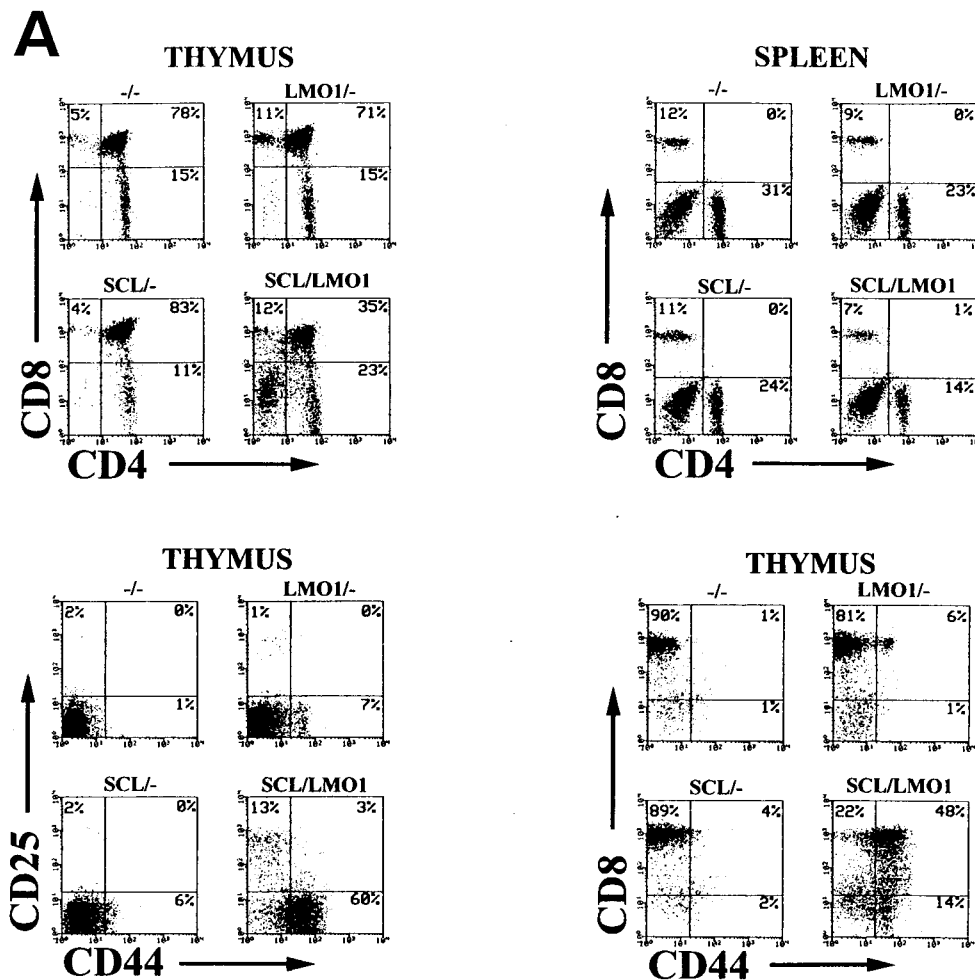 A
THYMUS
-/-
LMO1/-
5% 78%
15%
11% 71%
15%
SCL/-
SCL/LMO1
4% 83%
11%
12% 35%
23%
CD8
CD4
SPLEEN
-/-
LMO1/-
12% 0%
31%
9% 0%
23%
SCL/-
SCL/LMO1
11% 0%
24%
7% 1%
14%
CD8
CD4
THYMUS
-/-
LMO1/-
2% 0%
1%
1% 0%
7%
SCL/-
SCL/LMO1
2% 0%
6%
13% 3%
60%
CD25
CD44
THYMUS
-/-
LMO1/-
90% 1%
1%
81% 6%
1%
SCL/-
SCL/LMO1
89% 4%
2%
22% 48%
14%
CD8
CD44